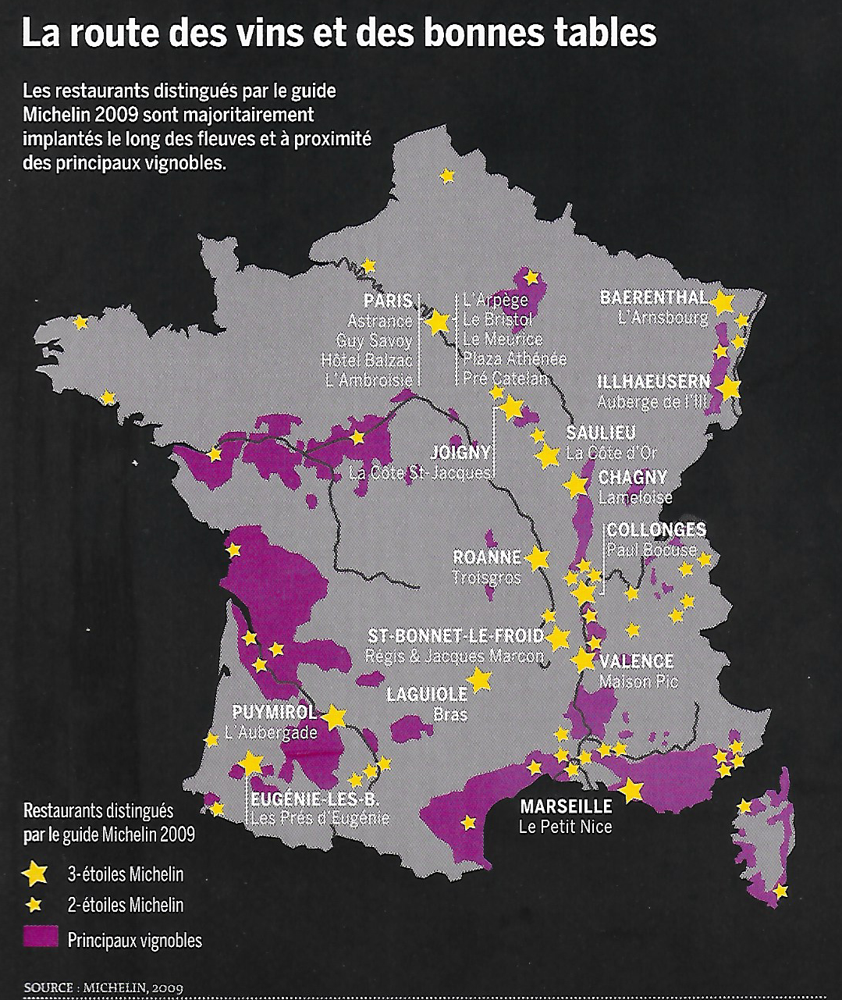 La route des vins et des bonnes tables
Les restaurants distingués par le guide
Michelin 2009 sont majoritairement
implantés le long des fleuves et à proximité
des principaux vignobles.
PARIS
Astrance
Guy Savoy
Hôtel Balzac
L'Ambroisie
L'Arpège
Le Bristol
Le Meurice
Plaza Athénée
Pré Catelan
BAERENTHAL
L'Arnsbourg
ILLHAEUSERN
Auberge de l'Ill
JOIGNY
La Côte St-Jacques
SAULIEU
La Côte d'Or
CHAGNY
Lameloise
COLLONGES
Paul Bocuse
ROANNE
Troisgros
ST-BONNET-LE-FROID
Régis & Jacques Marcon
VALENCE
Maison Pic
LAGUIOLE
Bras
PUYMIROL
L'Aubergade
EUGÉNIE-LES-B.
Les Prés d'Eugénie
MARSEILLE
Le Petit Nice
Restaurants distingués
par le guide Michelin 2009
3-étoiles Michelin
2-étoiles Michelin
Principaux vignobles
SOURCE : MICHELIN, 2009